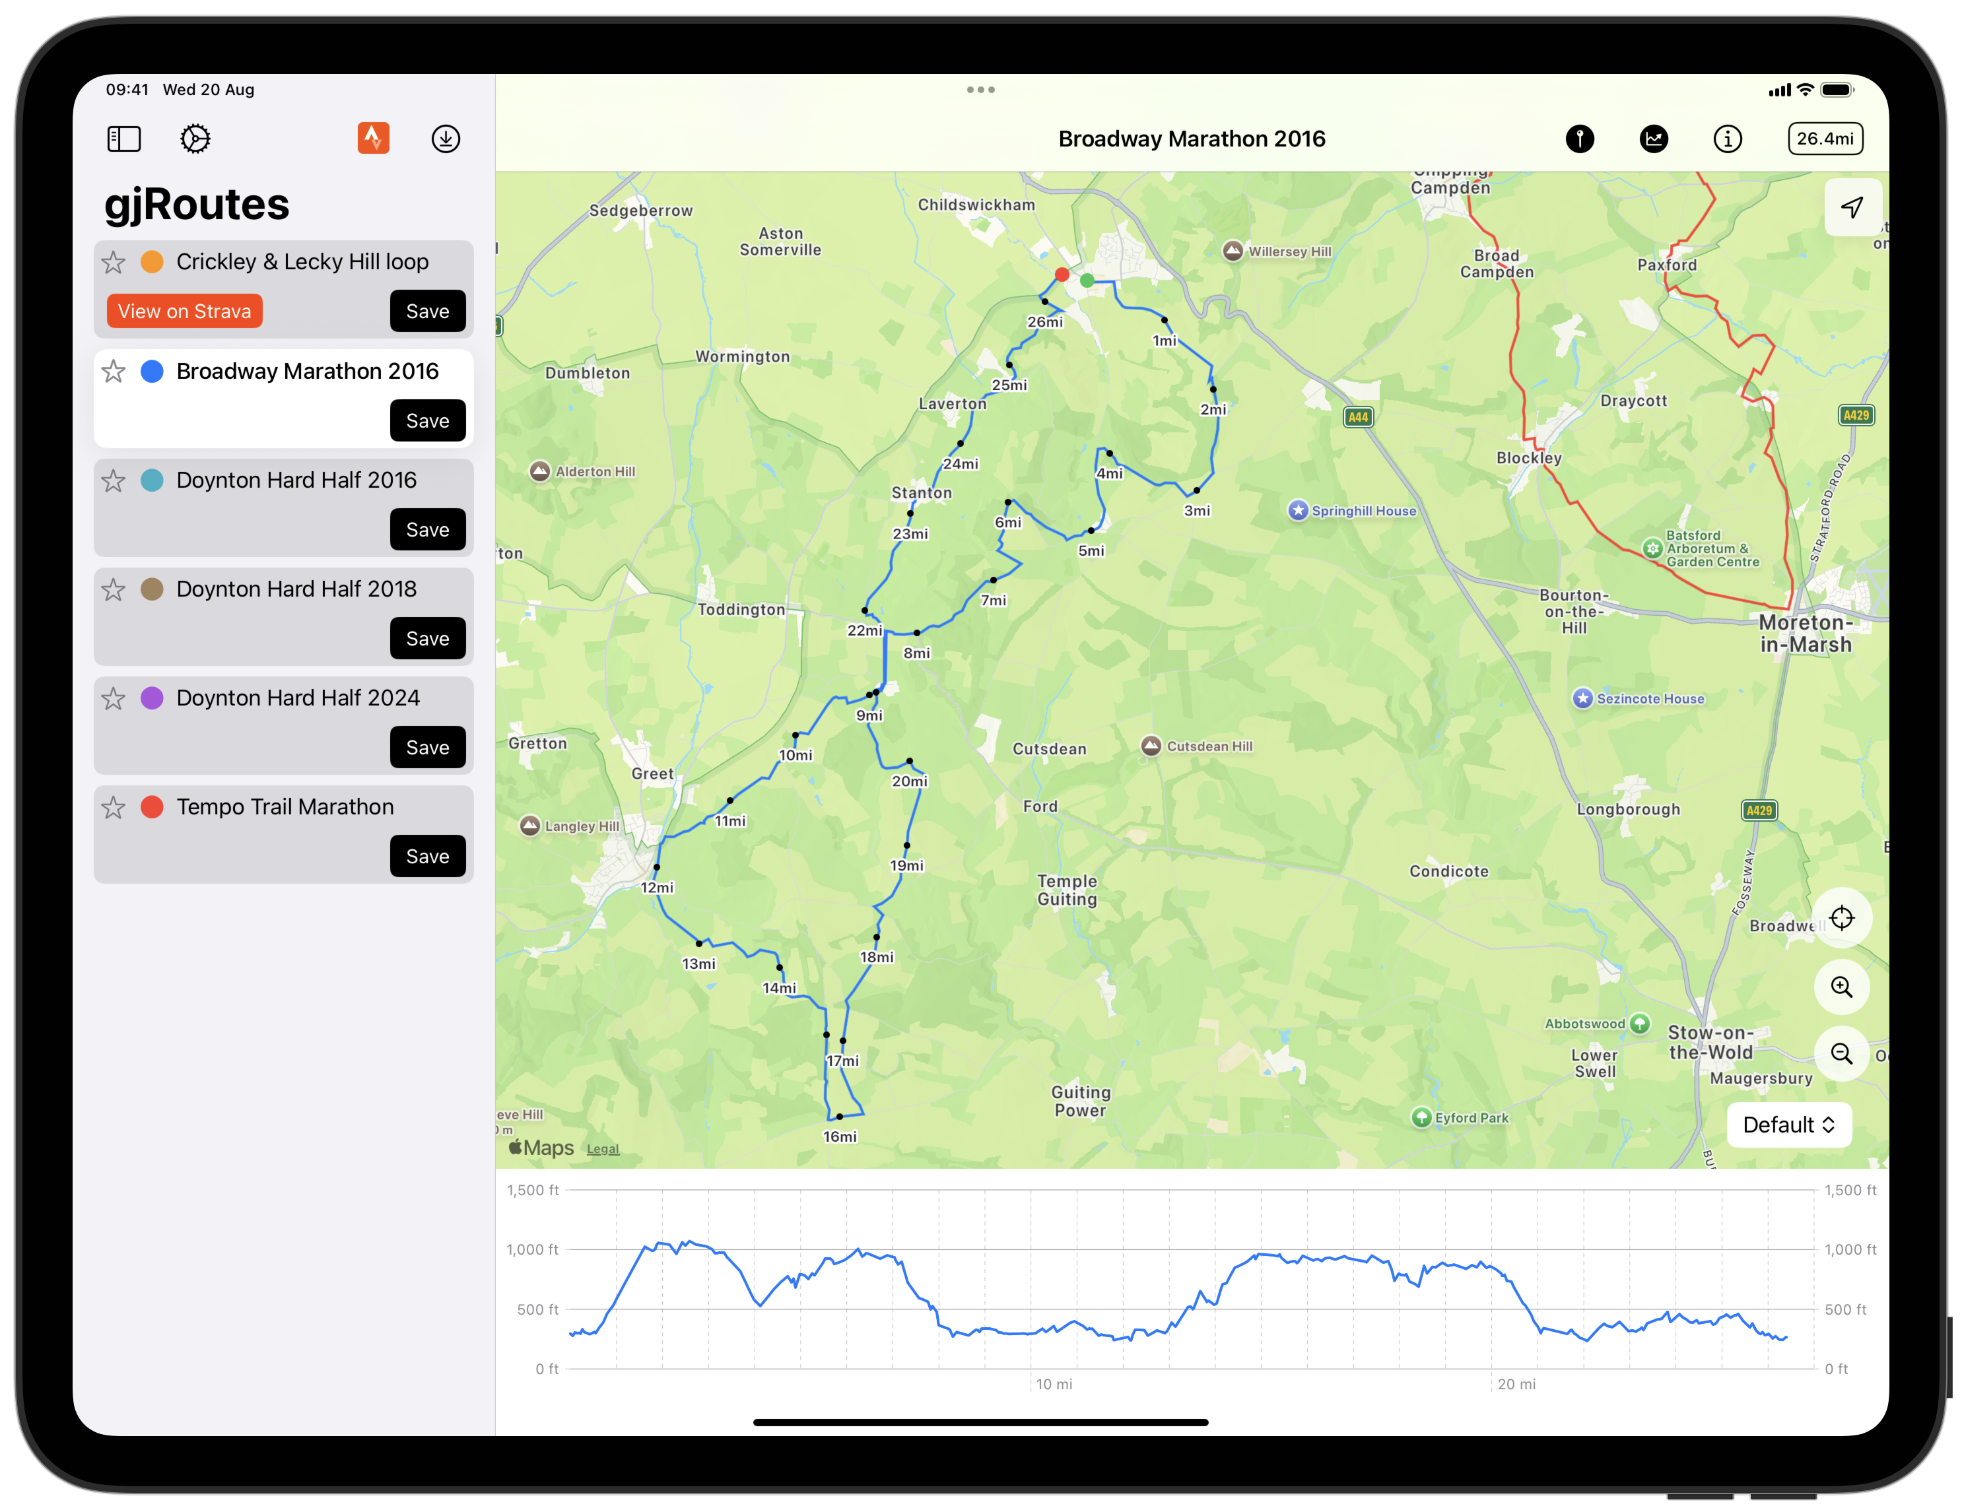 09:41 Wed 20 Aug
gjRoutes
Crickley & Lecky Hill loop
View on Strava
Save
Broadway Marathon 2016
Save
Doynton Hard Half 2016
Save
Doynton Hard Half 2018
Save
Doynton Hard Half 2024
Save
Tempo Trail Marathon
Save
Broadway Marathon 2016
26.4mi
Chipping
Campden
Sedgeberrow
Childswickham
Aston
Somerville
Willersey Hill
Broad
Campden
Paxford
26mi
1mi
Wormington
Dumbleton
25mi
2mi
Laverton
A44
Draycott
A429
Alderton Hill
24mi
4mi
Blockley
Stanton
23mi
6mi
3mi
Springhill House
5mi
STRATFORD ROAD
Batsford
Arboretum &
Garden Centre
ton
7mi
Toddington
22mi
8mi
Bourton-
on-the-
Hill
Moreton-
in-Marsh
Sezincote House
9mi
Gretton
10mi
Cutsdean
Cutsdean Hill
Greet
20mi
Ford
11mi
Langley Hill
Longborough
A429
19mi
12mi
Temple
Guiting
Condicote
FOSSEWAY
Broadwe
13mi
18mi
14mi
Abbotswood
Stow-on-
the-Wold
Lower
Swell
Maugersbury
17mi
Guiting
Power
eve Hill
16mi
Eyford Park
Default
Maps
Legal
1,500 ft
1,500 ft
1,000 ft
1,000 ft
500 ft
500 ft
0 ft
0 ft
10 mi
20 mi